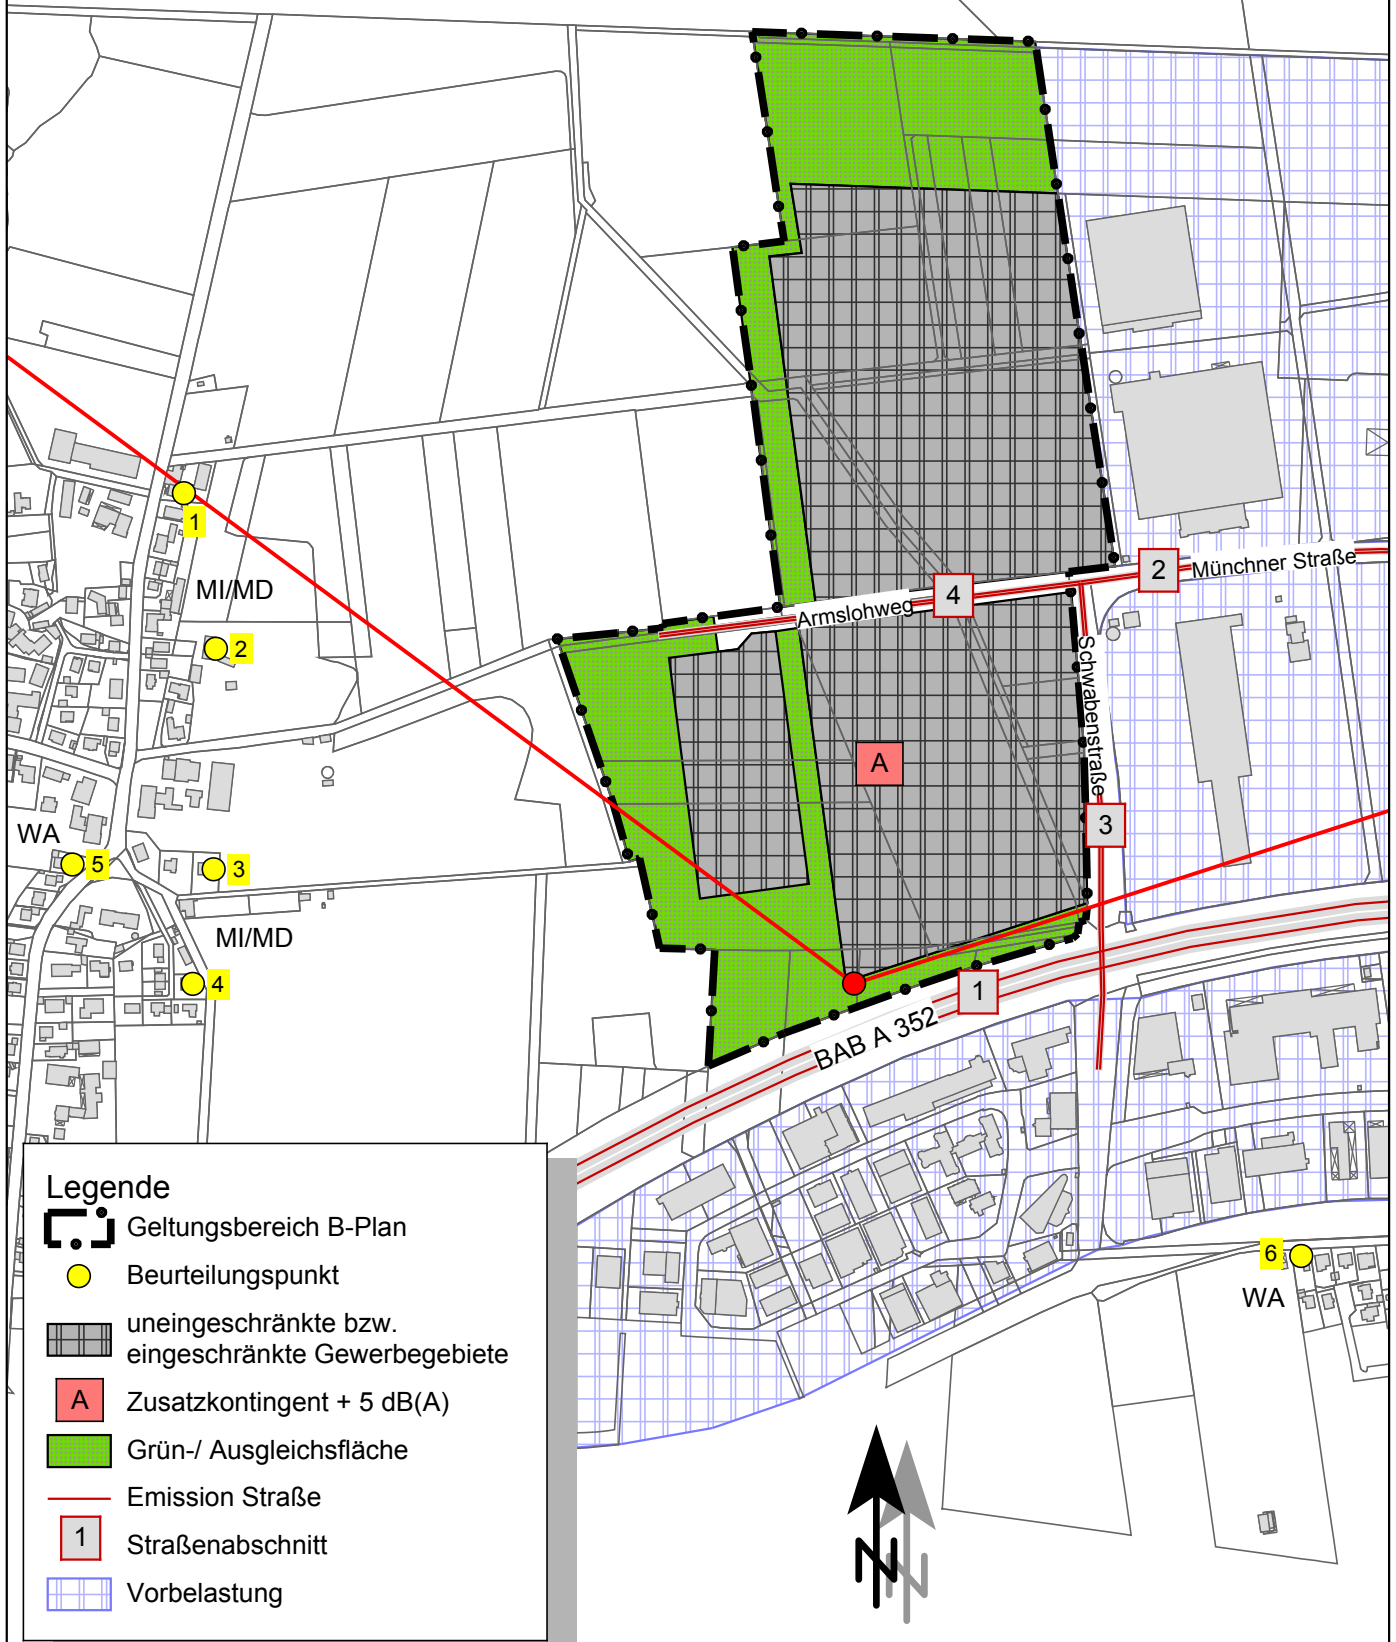 1
MI/MD
2
Münchner Straße
2
4
Armslohweg
Schwabenstraße
A
3
WA
5
3
MI/MD
4
1
BAB A 352
6
WA
Legende
Geltungsbereich B-Plan
Beurteilungspunkt
uneingeschränkte bzw.
eingeschränkte Gewerbegebiete
A
Zusatzkontingent + 5 dB(A)
Grün-/ Ausgleichsfläche
Emission Straße
1
Straßenabschnitt
Vorbelastung
N